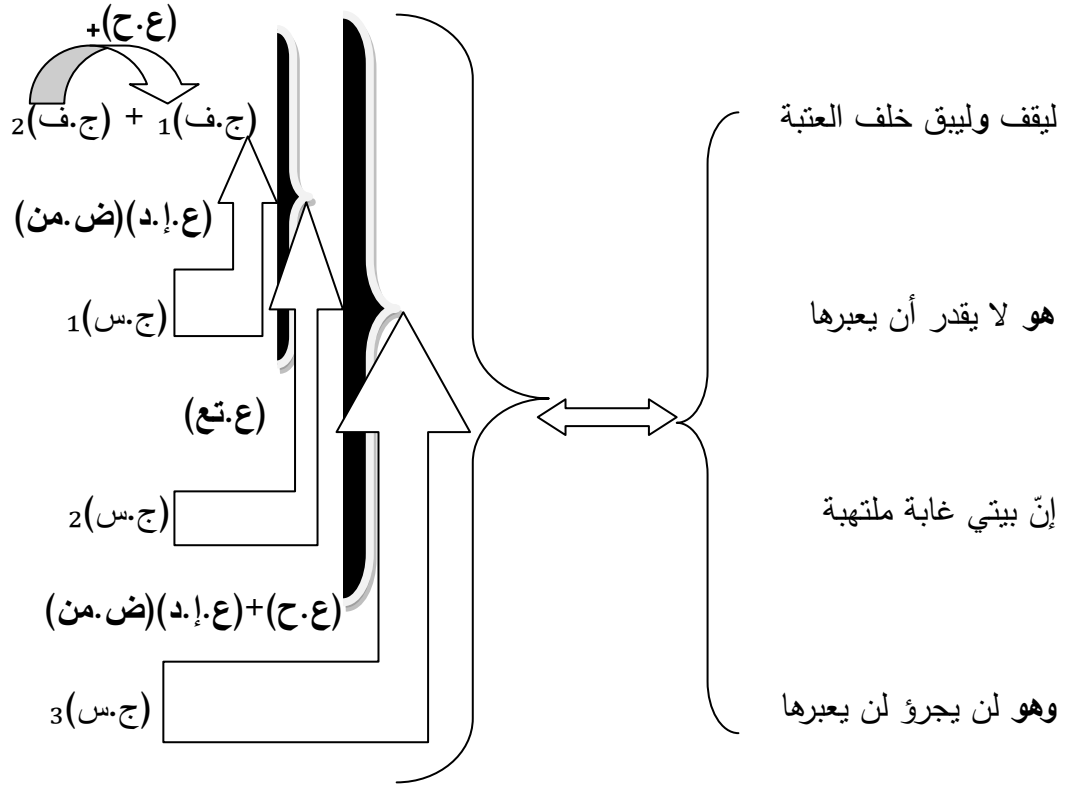 ليقف وليبق خلف العتبة
هو لا يقدر أن يعبرها
إنّ بيتي غابة ملتهبة
وهو لن يجرؤ لن يعبرها
+(ع.ح)
(ج.ف)1 + (ج.ف)2
(ع.إ.د)(ض.من)
(ج.س)1
(ع.تع)
(ج.س)2
(ع.ح)+(ع.إ.د)(ض.من)
(ج.س)3